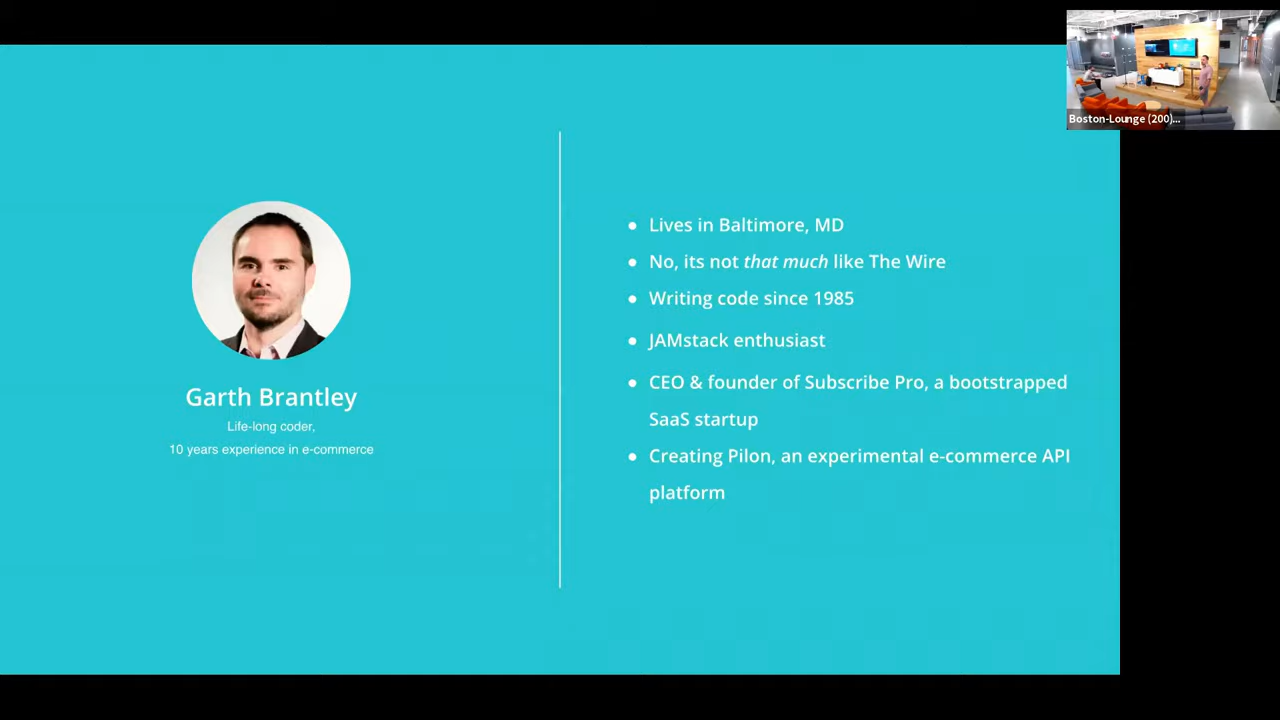 Boston-Lounge (200)...
Garth Brantley
Life-long coder,
10 years experience in e-commerce
● Lives in Baltimore, MD
● No, its not that much like The Wire
● Writing code since 1985
● JAMstack enthusiast
● CEO & founder of Subscribe Pro, a bootstrapped
SaaS startup
● Creating Pilon, an experimental e-commerce API
platform